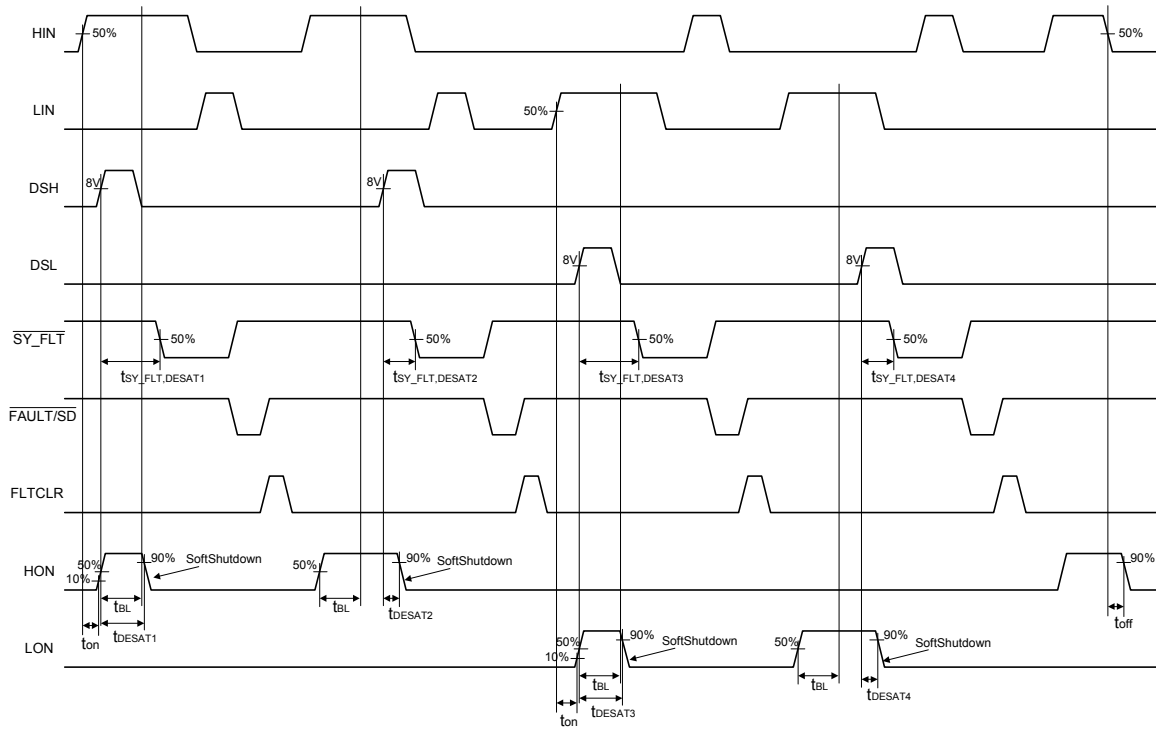 HIN
50%
50%
LIN
50%
DSH
8V
8V
DSL
8V
8V
SY_FLT
50%
50%
50%
50%
tSY_FLT,DESAT1
tSY_FLT,DESAT2
tSY_FLT,DESAT3
tSY_FLT,DESAT4
FAULT/SD
FLTCLR
HON
50%
10%
90%
SoftShutdown
50%
90%
SoftShutdown
90%
tBL
tBL
tDESAT2
ton
tDESAT1
toff
LON
50%
10%
90%
SoftShutdown
50%
90%
SoftShutdown
tBL
tBL
tDESAT4
ton
tDESAT3